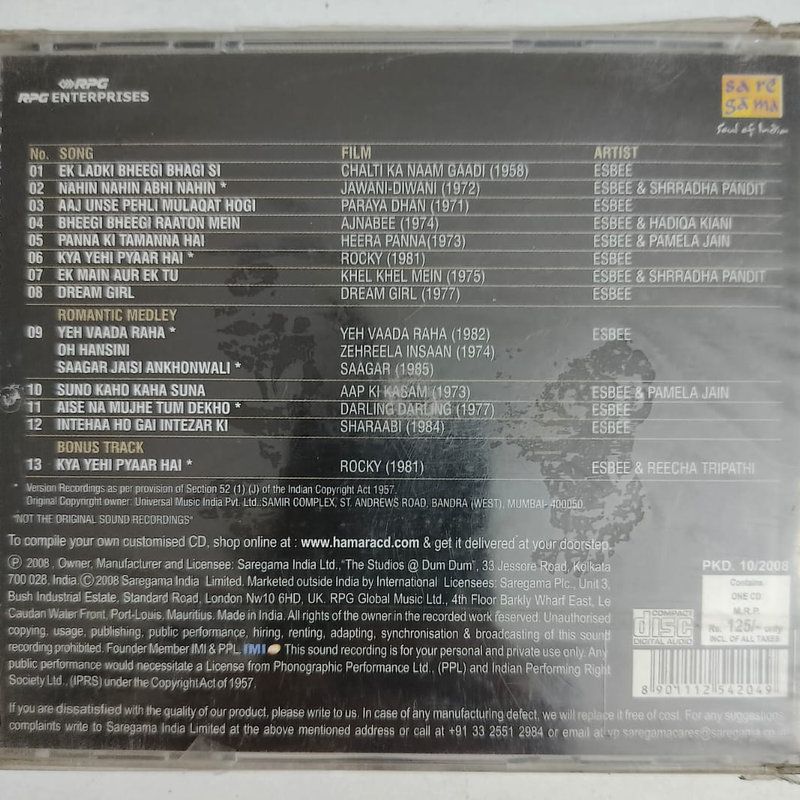 RPG
RPG ENTERPRISES
sa re
ga ma
Soul of India
No. SONG FILM ARTIST
01 EK LADKI BHEEGI BHAGI SI CHALTI KA NAAM GAADI (1958) ESBEE
02 NAHIN NAHIN ABHI NAHIN * JAWANI-DIWANI (1972) ESBEE & SHRRADHA PANDIT
03 AAJ UNSE PEHLI MULAQAT HOGI PARAYA DHAN (1971) ESBEE
04 BHEEGI BHEEGI RAATON MEIN AJNABEE (1974) ESBEE & HADIQA KIANI
05 PANNA KI TAMANNA HAI HEERA PANNA(1973) ESBEE & PAMELA JAIN
06 KYA YEHI PYAAR HAI * ROCKY (1981) ESBEE
07 EK MAIN AUR EK TU KHEL KHEL MEIN (1975) ESBEE & SHRRADHA PANDIT
08 DREAM GIRL DREAM GIRL (1977) ESBEE
ROMANTIC MEDLEY
09 YEH VAADA RAHA * YEH VAADA RAHA (1982) ESBEE
OH HANSINI ZEHREELA INSAAN (1974)
SAAGAR JAISI ANKHONWALI * SAAGAR (1985)
10 SUNO KAHO KAHA SUNA AAP KI KASAM (1973) ESBEE & PAMELA JAIN
11 AISE NA MUJHE TUM DEKHO * DARLING DARLING (1977) ESBEE
12 INTEHAA HO GAI INTEZAR KI SHARAABI (1984) ESBEE
BONUS TRACK
13 KYA YEHI PYAAR HAI * ROCKY (1981) ESBEE & REECHA TRIPATHI
* Version Recordings as per provision of Section 52 (1) (J) of the Indian Copyright Act 1957.
Original Copyright owner: Universal Music India Pvt. Ltd.,SAMIR COMPLEX, ST. ANDREWS ROAD, BANDRA (WEST), MUMBAI- 400050.
"NOT THE ORIGINAL SOUND RECORDINGS"
To compile your own customised CD, shop online at : www.hamaracd.com & get it delivered at your doorstep.
℗ 2008 , Owner, Manufacturer and Licensee: Saregama India Ltd.,"The Studios @ Dum Dum", 33 Jessore Road, Kolkata
700 028, India.© 2008 Saregama India Limited. Marketed outside India by International Licensees: Saregama Plc., Unit 3,
Bush Industrial Estate, Standard Road, London Nw10 6HD, UK. RPG Global Music Ltd., 4th Floor Barkly Wharf East, Le
Caudan Water Front, Port-Louis, Mauritius. Made in India. All rights of the owner in the recorded work reserved. Unauthorised
copying, usage, publishing, public performance, hiring, renting, adapting, synchronisation & broadcasting of this sound
recording prohibited. Founder Member IMI & PPL. IMI This sound recording is for your personal and private use only. Any
public performance would necessitate a License from Phonographic Performance Ltd., (PPL) and Indian Performing Right
Society Ltd., (IPRS) under the Copyright Act of 1957.
PKD. 10/2008
Contains
ONE CD
M.R.P.
Rs. 125/- only
INCL. OF ALL TAXES
COMPACT
disc
DIGITAL AUDIO
8 901112 542049
If you are dissatisfied with the quality of our product, please write to us. In case of any manufacturing defect, we will replace it free of cost. For any suggestions/
complaints write to Saregama India Limited at the above mentioned address or call at +91 33 2551 2984 or email at vp.saregamacares@saregama.co.in